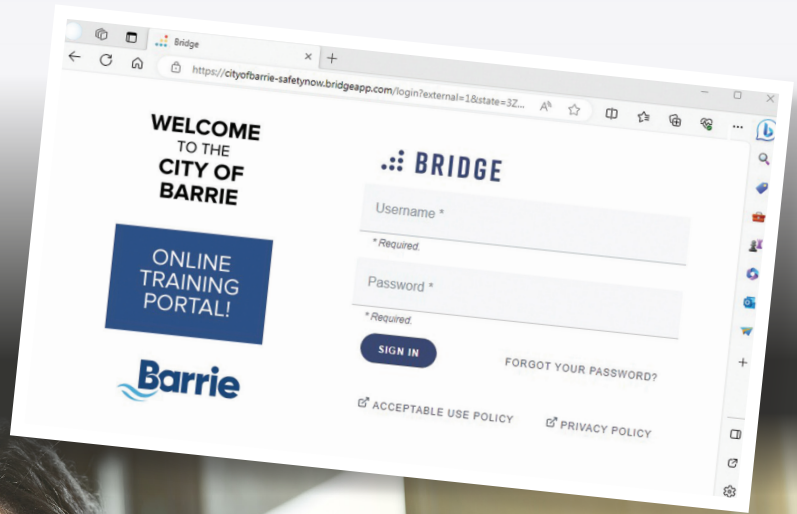 Bridge
https://cityofbarrie-safetynow.bridgeapp.com/login?external=1&state=3Z...
WELCOME
TO THE
CITY OF
BARRIE
ONLINE
TRAINING
PORTAL!
Barrie
BRIDGE
Username *
* Required.
Password *
* Required.
SIGN IN
FORGOT YOUR PASSWORD?
ACCEPTABLE USE POLICY
PRIVACY POLICY